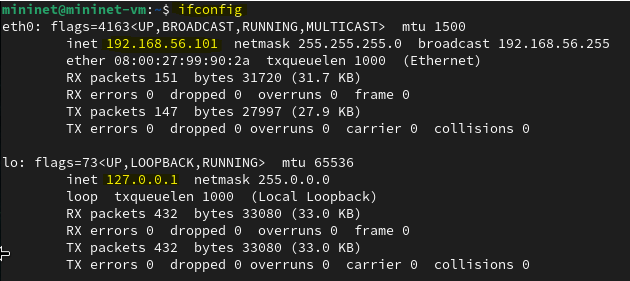 mininet@mininet-vm:~$ ifconfig
eth0: flags=4163<UP,BROADCAST,RUNNING,MULTICAST>  mtu 1500
        inet 192.168.56.101  netmask 255.255.255.0  broadcast 192.168.56.255
        ether 08:00:27:99:90:2a  txqueuelen 1000  (Ethernet)
        RX packets 151  bytes 31720 (31.7 KB)
        RX errors 0  dropped 0  overruns 0  frame 0
        TX packets 147  bytes 27997 (27.9 KB)
        TX errors 0  dropped 0 overruns 0  carrier 0  collisions 0

lo: flags=73<UP,LOOPBACK,RUNNING>  mtu 65536
        inet 127.0.0.1  netmask 255.0.0.0
        loop  txqueuelen 1000  (Local Loopback)
        RX packets 432  bytes 33080 (33.0 KB)
        RX errors 0  dropped 0  overruns 0  frame 0
        TX packets 432  bytes 33080 (33.0 KB)
        TX errors 0  dropped 0 overruns 0  carrier 0  collisions 0